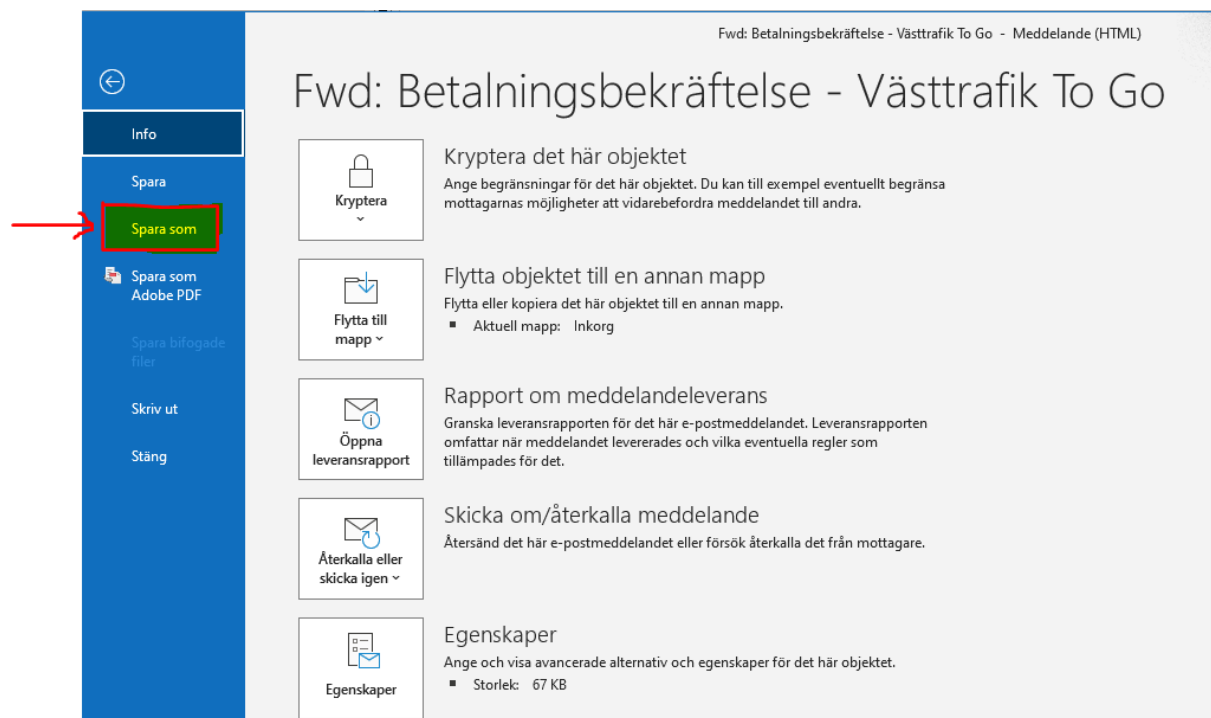 Fwd: Betalningsbekräftelse - Västtrafik To Go - Meddelande (HTML)
Info
Spara
Spara som
Spara som
Adobe PDF
Spara bifogade
filer
Skriv ut
Stäng
Fwd: Betalningsbekräftelse - Västtrafik To Go
Kryptera
Kryptera det här objektet
Ange begränsningar för det här objektet. Du kan till exempel eventuellt begränsa
mottagarnas möjligheter att vidarebefordra meddelandet till andra.
Flytta till
mapp
Flytta objektet till en annan mapp
Flytta eller kopiera det här objektet till en annan mapp.
Aktuell mapp: Inkorg
Öppna
leveransrapport
Rapport om meddelandeleverans
Granska leveransrapporten för det här e-postmeddelandet. Leveransrapporten
omfattar när meddelandet levererades och vilka eventuella regler som
tillämpades för det.
Återkalla eller
skicka igen
Skicka om/återkalla meddelande
Återsänd det här e-postmeddelandet eller försök återkalla det från mottagare.
Egenskaper
Egenskaper
Ange och visa avancerade alternativ och egenskaper för det här objektet.
Storlek: 67 KB